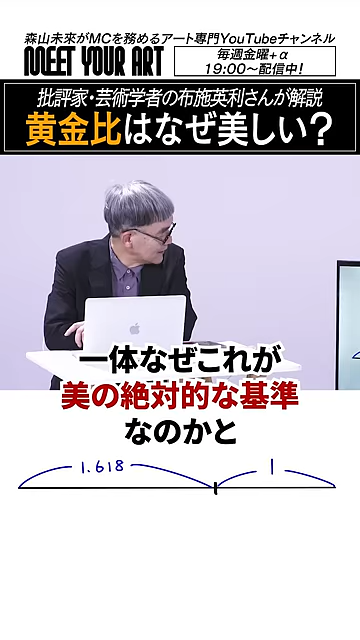 森山未來がMCを務めるアート専門YouTubeチャンネル
MEET YOUR ART
毎週金曜+α
19:00〜配信中!
批評家・芸術学者の布施英利さんが解説
黄金比はなぜ美しい?
一体なぜこれが
美の絶対的な基準
なのかと
1.618
1